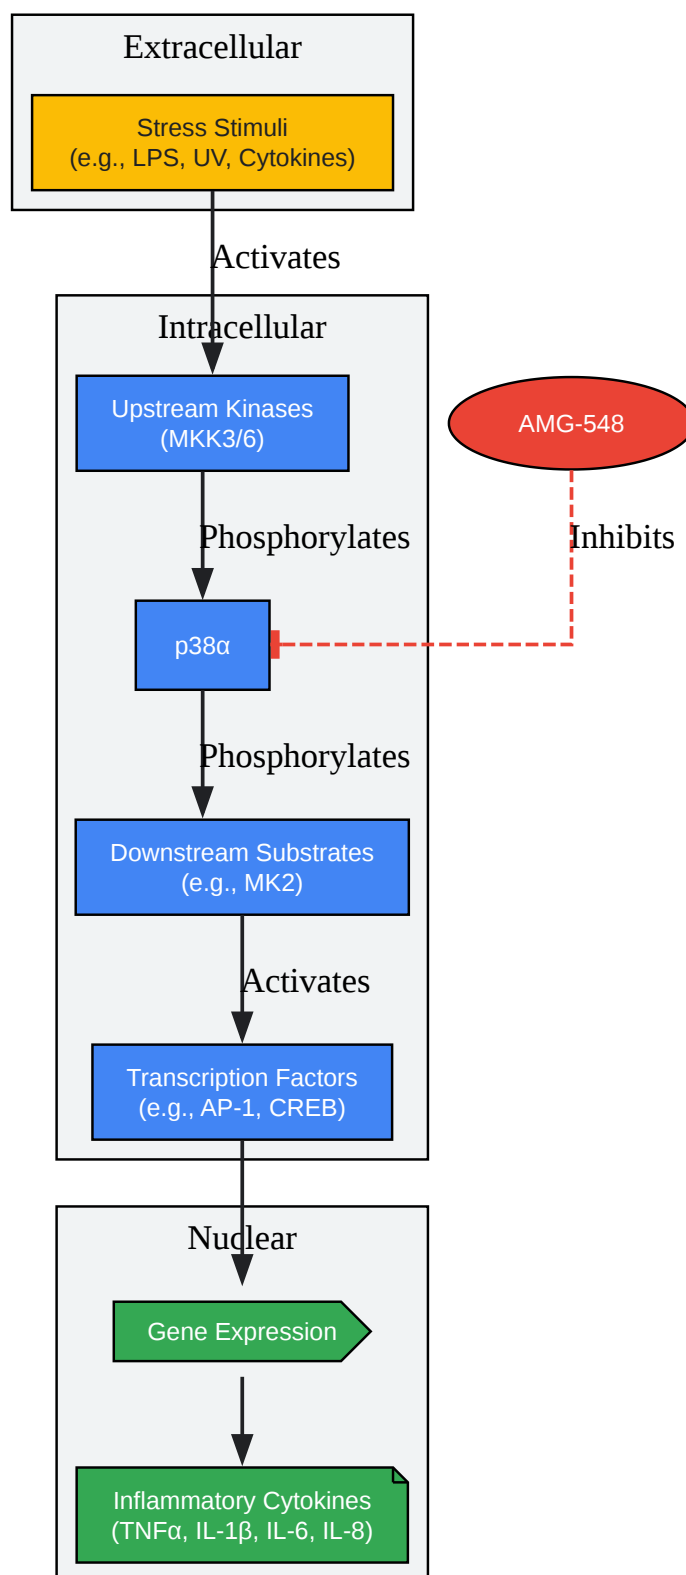 Extracellular
Stress Stimuli
(e.g., LPS, UV, Cytokines)
Activates
Intracellular
Upstream Kinases
(MKK3/6)
AMG-548
Phosphorylates
Inhibits
p38α
Phosphorylates
Downstream Substrates
(e.g., MK2)
Activates
Transcription Factors
(e.g., AP-1, CREB)
Nuclear
Gene Expression
Inflammatory Cytokines
(TNFα, IL-1β, IL-6, IL-8)